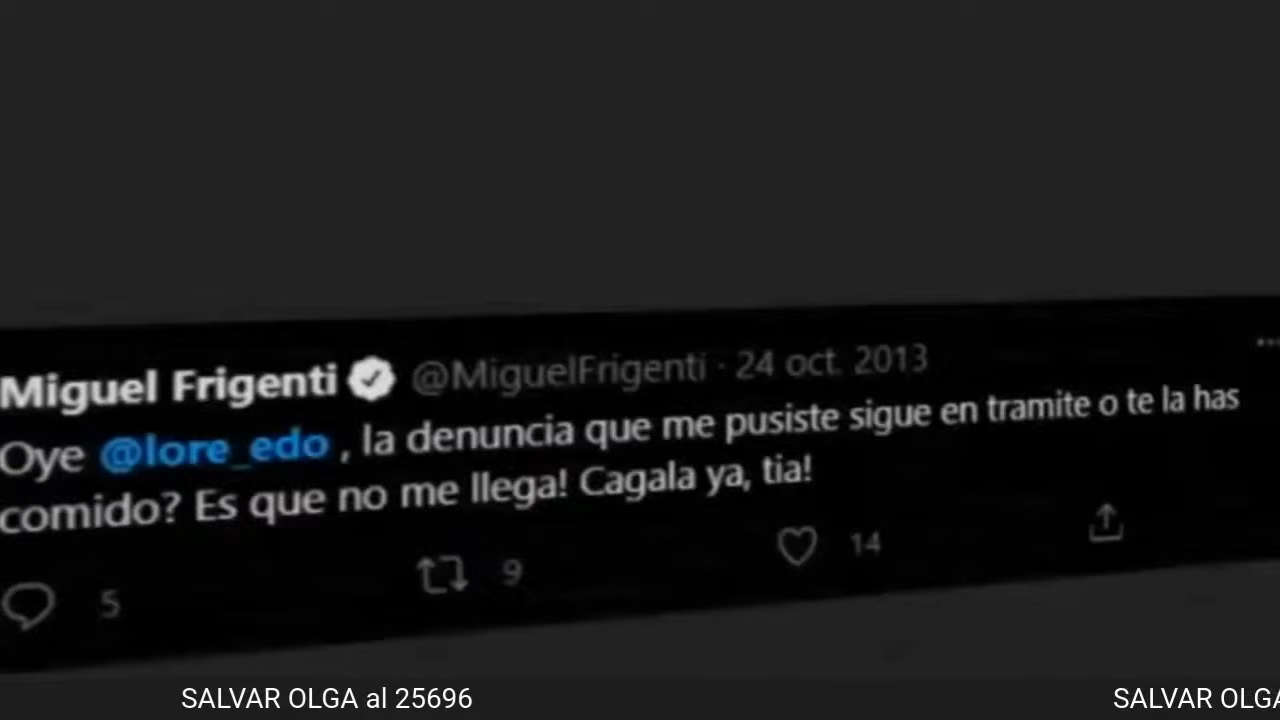 Miguel Frigenti @MiguelFrigenti · 24 oct. 2013
Oye @lore_edo , la denuncia que me pusiste sigue en tramite o te la has
comido? Es que no me llega! Cagala ya, tia!
5 9 14
SALVAR OLGA al 25696 SALVAR OLGA